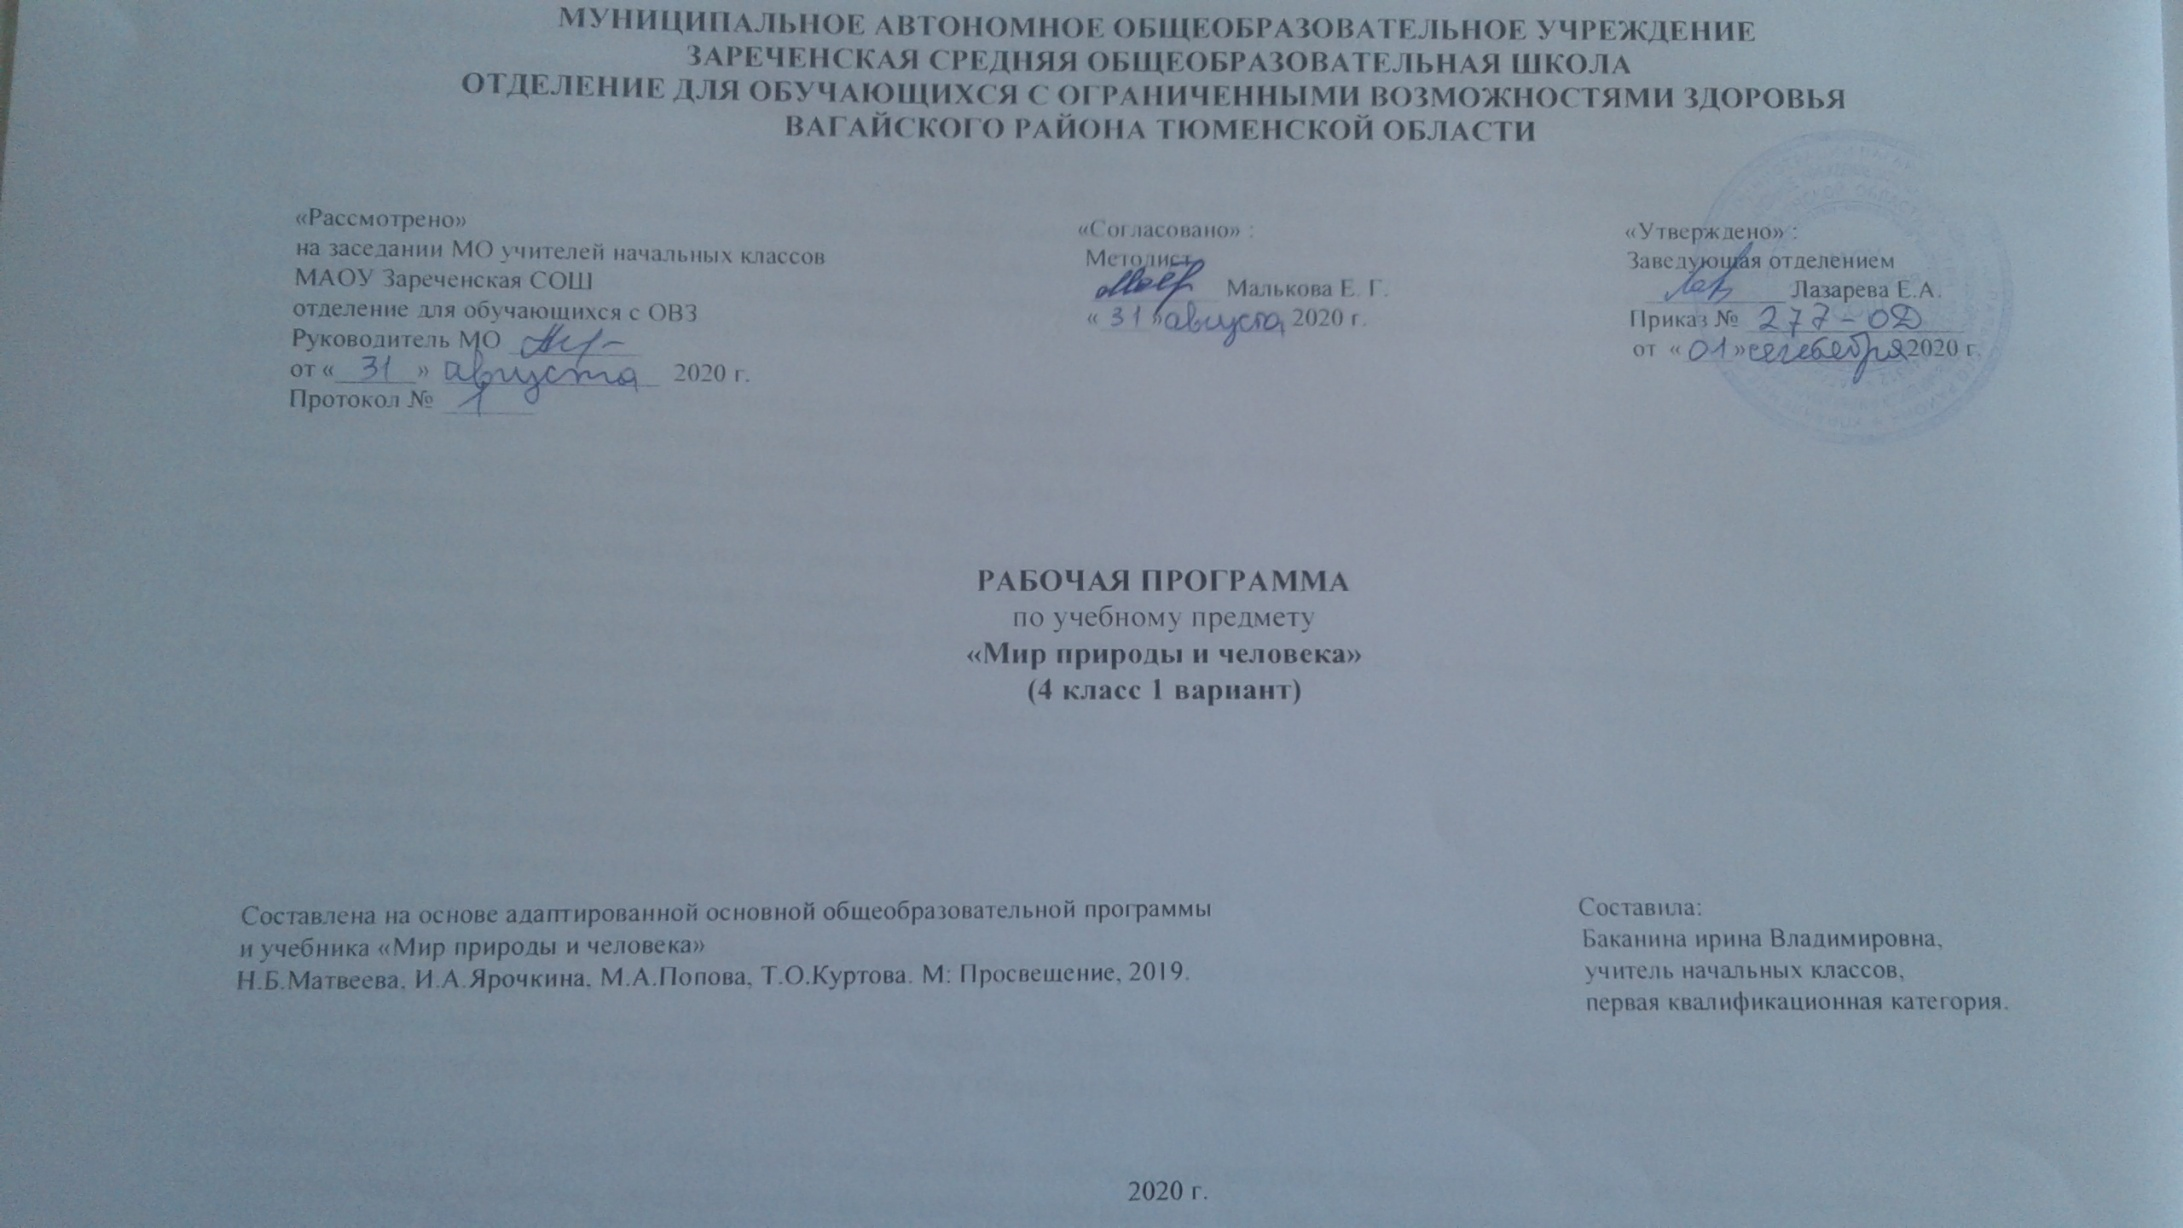 МУНИЦИПАЛЬНОЕ АВТОНОМНОЕ ОБЩЕОБРАЗОВАТЕЛЬНОЕ УЧРЕЖДЕНИЕ
ЗАРЕЧЕНСКАЯ СРЕДНЯЯ ОБЩЕОБРАЗОВАТЕЛЬНАЯ ШКОЛА
ОТДЕЛЕНИЕ ДЛЯ ОБУЧАЮЩИХСЯ С ОГРАНИЧЕННЫМИ ВОЗМОЖНОСТЯМИ ЗДОРОВЬЯ
ВАГАЙСКОГО РАЙОНА ТЮМЕНСКОЙ ОБЛАСТИ
«Рассмотрено»
на заседании МО учителей начальных классов
МАОУ Зареченская СОШ
отделение для обучающихся с ОВЗ
Руководитель МО
от « 31 » августа 2020 г.
Протокол № 1
«Согласовано» :
Методист
Малькова Е. Г.
« 31 » августа 2020 г.
«Утверждено» :
Заведующая отделением
Лазарева Е.А.
Приказ № 277-ОД
от « 01 » сентября 2020 г.
РАБОЧАЯ ПРОГРАММА
по учебному предмету
«Мир природы и человека»
(4 класс 1 вариант)
Составлена на основе адаптированной основной общеобразовательной программы
и учебника «Мир природы и человека»
Н.Б.Матвеева, И.А.Ярочкина, М.А.Попова, Т.О.Куртова. М: Просвещение, 2019.
Составила:
Баканина ирина Владимировна,
учитель начальных классов,
первая квалификационная категория.
2020 г.